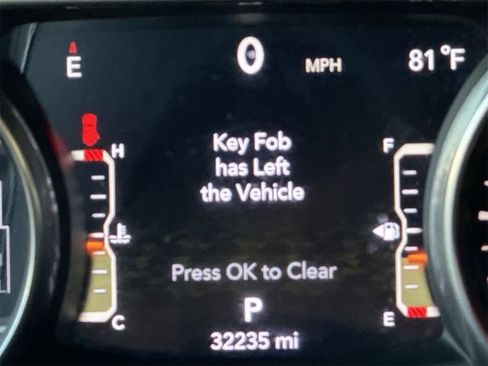 E 0 MPH 81°F
H F
Key Fob
has Left
the Vehicle
Press OK to Clear
C P E
32235 mi